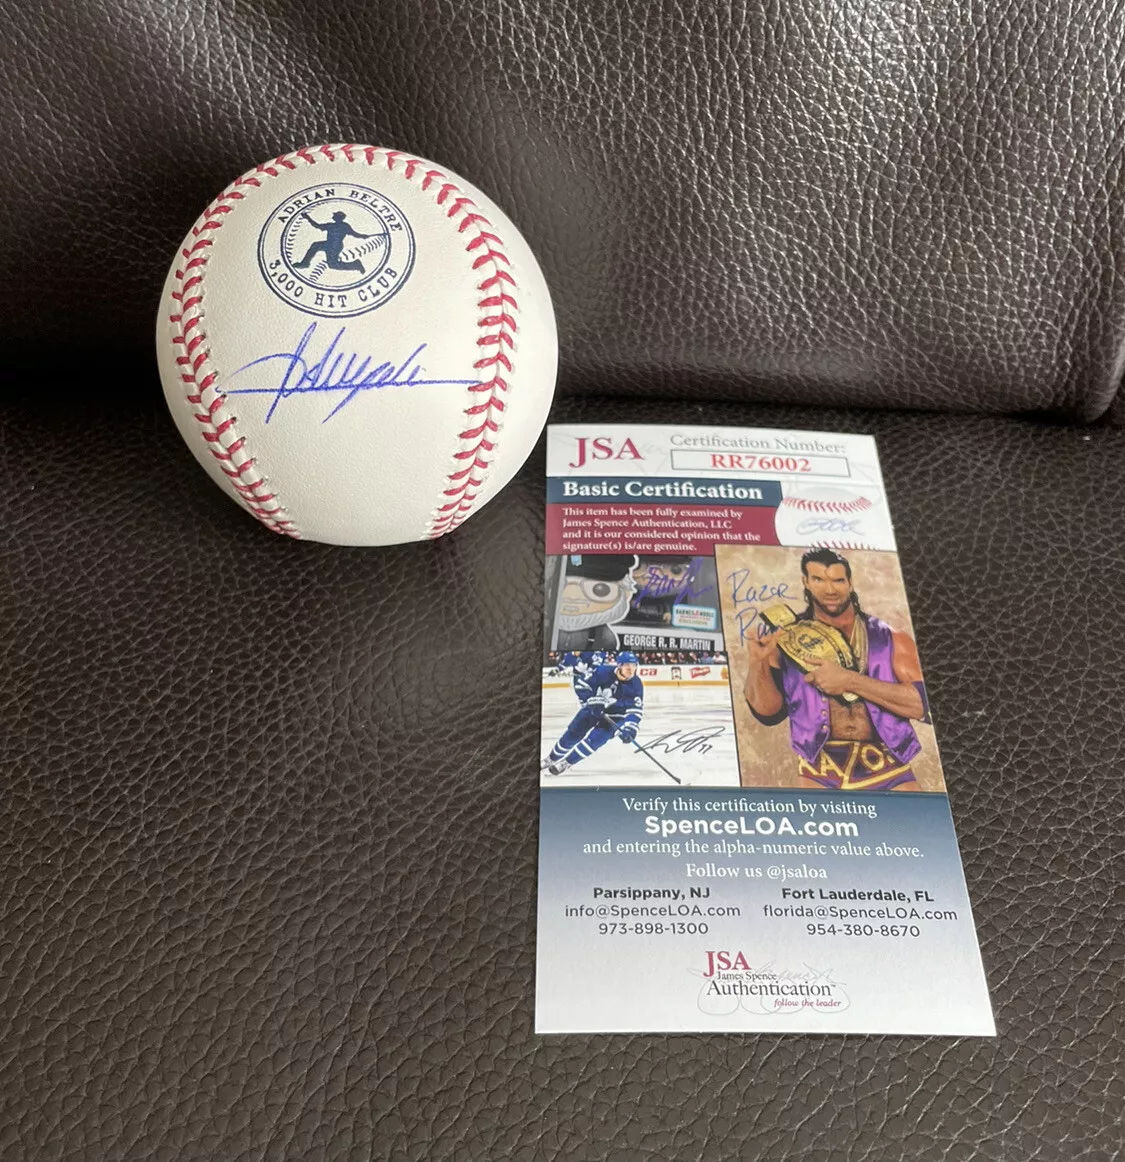 ADRIAN BELTRE
3,000 HIT CLUB
JSA
Certification Number:
RR76002
Basic Certification
This item has been fully examined by
James Spence Authentication, LLC
and it is our considered opinion that the
signature(s) is/are genuine.
Razor
GEORGE R. R. MARTIN
RAZOR
Verify this certification by visiting
SpenceLOA.com
and entering the alpha-numeric value above.
Follow us @jsaloa
Parsippany, NJ
info@SpenceLOA.com
973-898-1300
Fort Lauderdale, FL
florida@SpenceLOA.com
954-380-8670
JSA
James Spence
Authentication
follow the leader